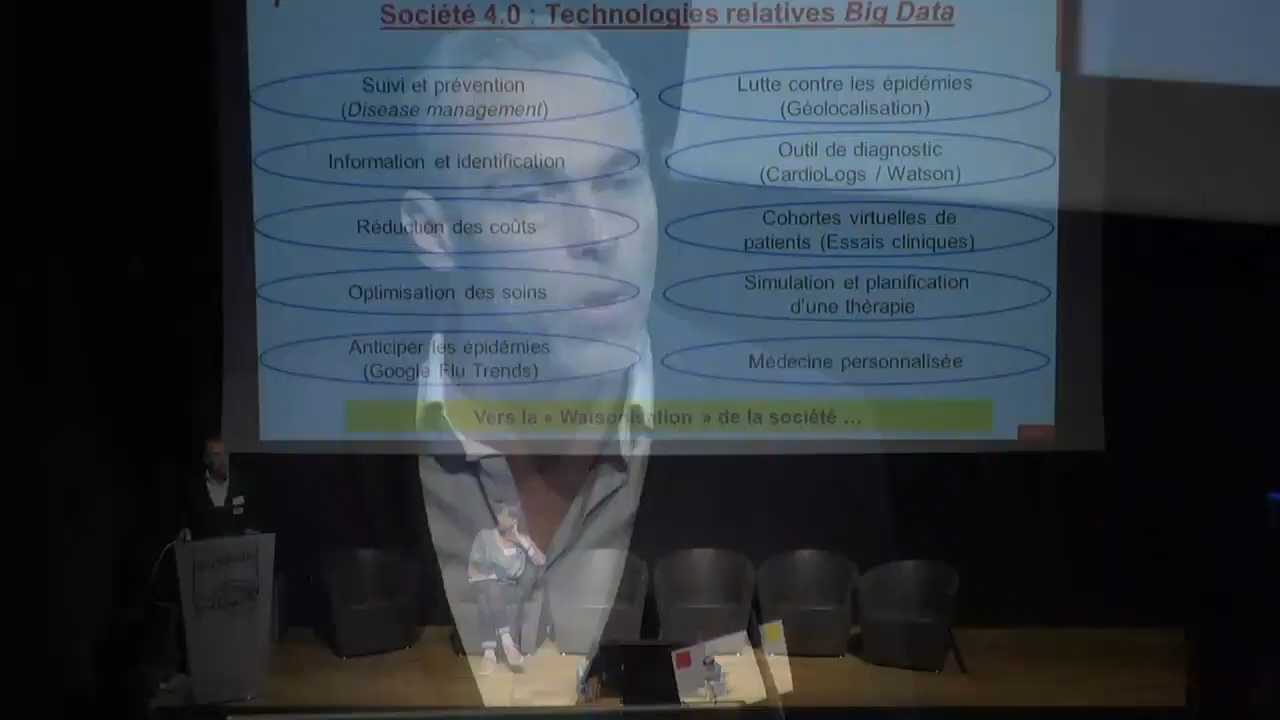 Société 4.0 : Technologies relatives Big Data
Suivi et prévention
(Disease management)
Information et identification
Réduction des coûts
Optimisation des soins
Anticiper les épidémies
(Google Flu Trends)
Lutte contre les épidémies
(Géolocalisation)
Outil de diagnostic
(CardioLogs / Watson)
Cohortes virtuelles de
patients (Essais cliniques)
Simulation et planification
d'une thérapie
Médecine personnalisée
Vers la « Watsonisation » de la société ...